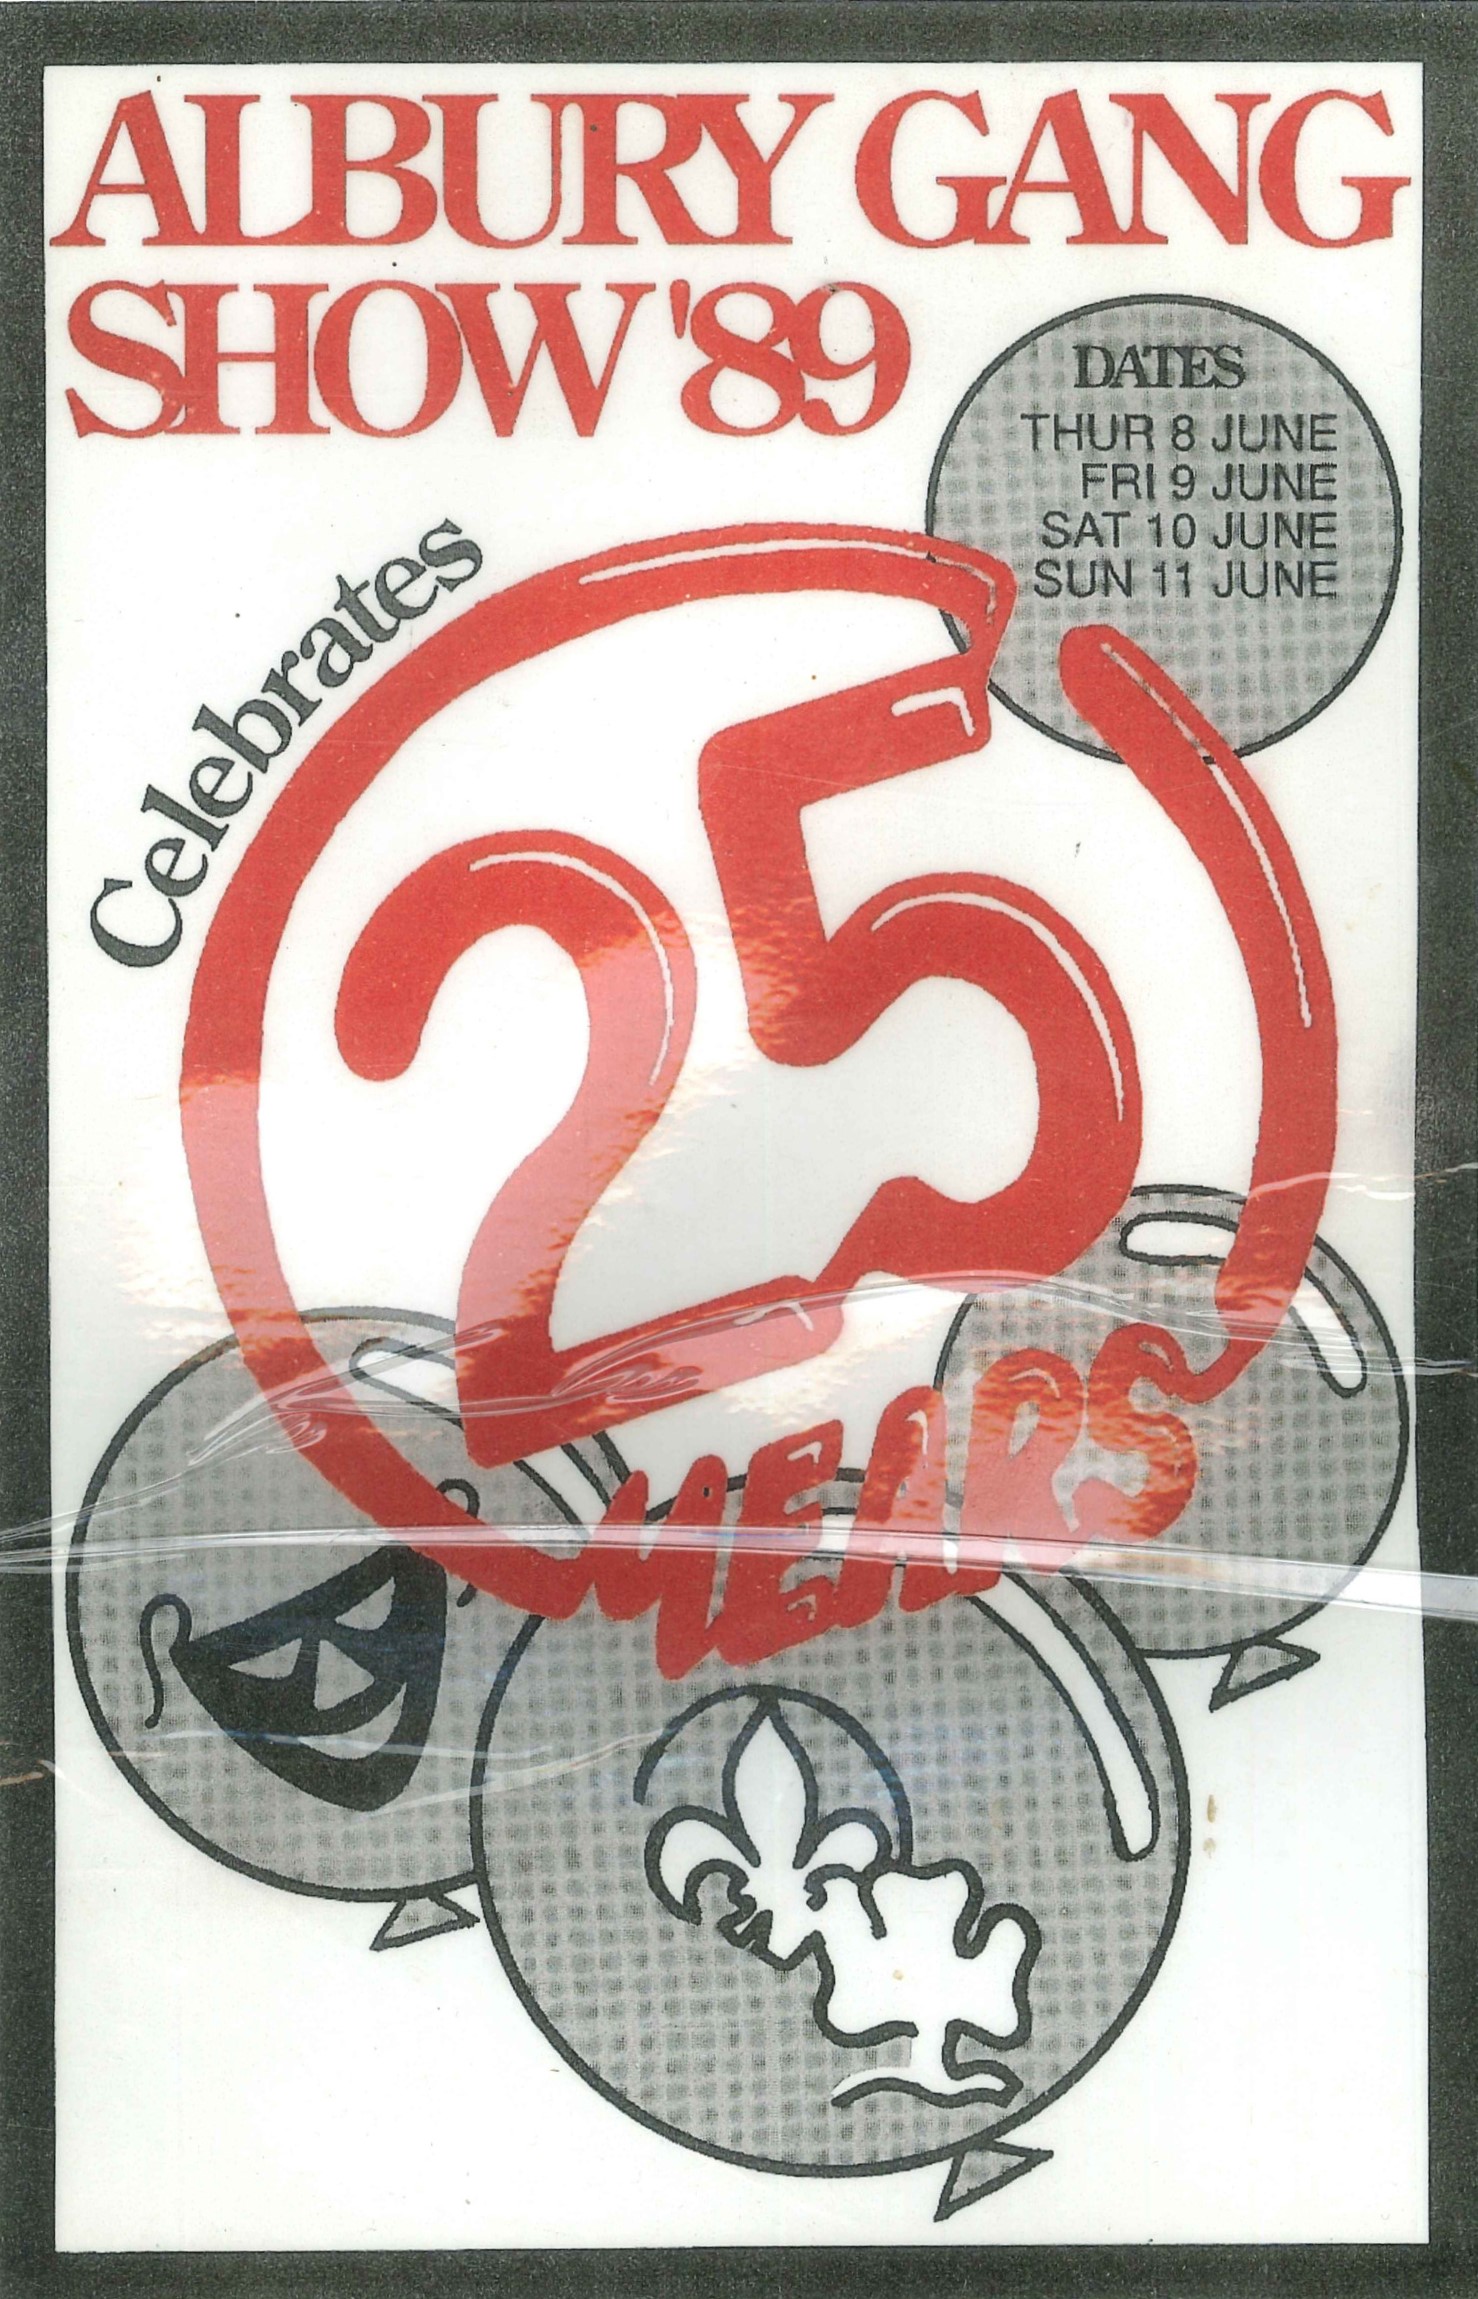 ALBURY GANG
SHOW '89
DATES
THUR 8 JUNE
FRI 9 JUNE
SAT 10 JUNE
SUN 11 JUNE
Celebrates
25
YEARS